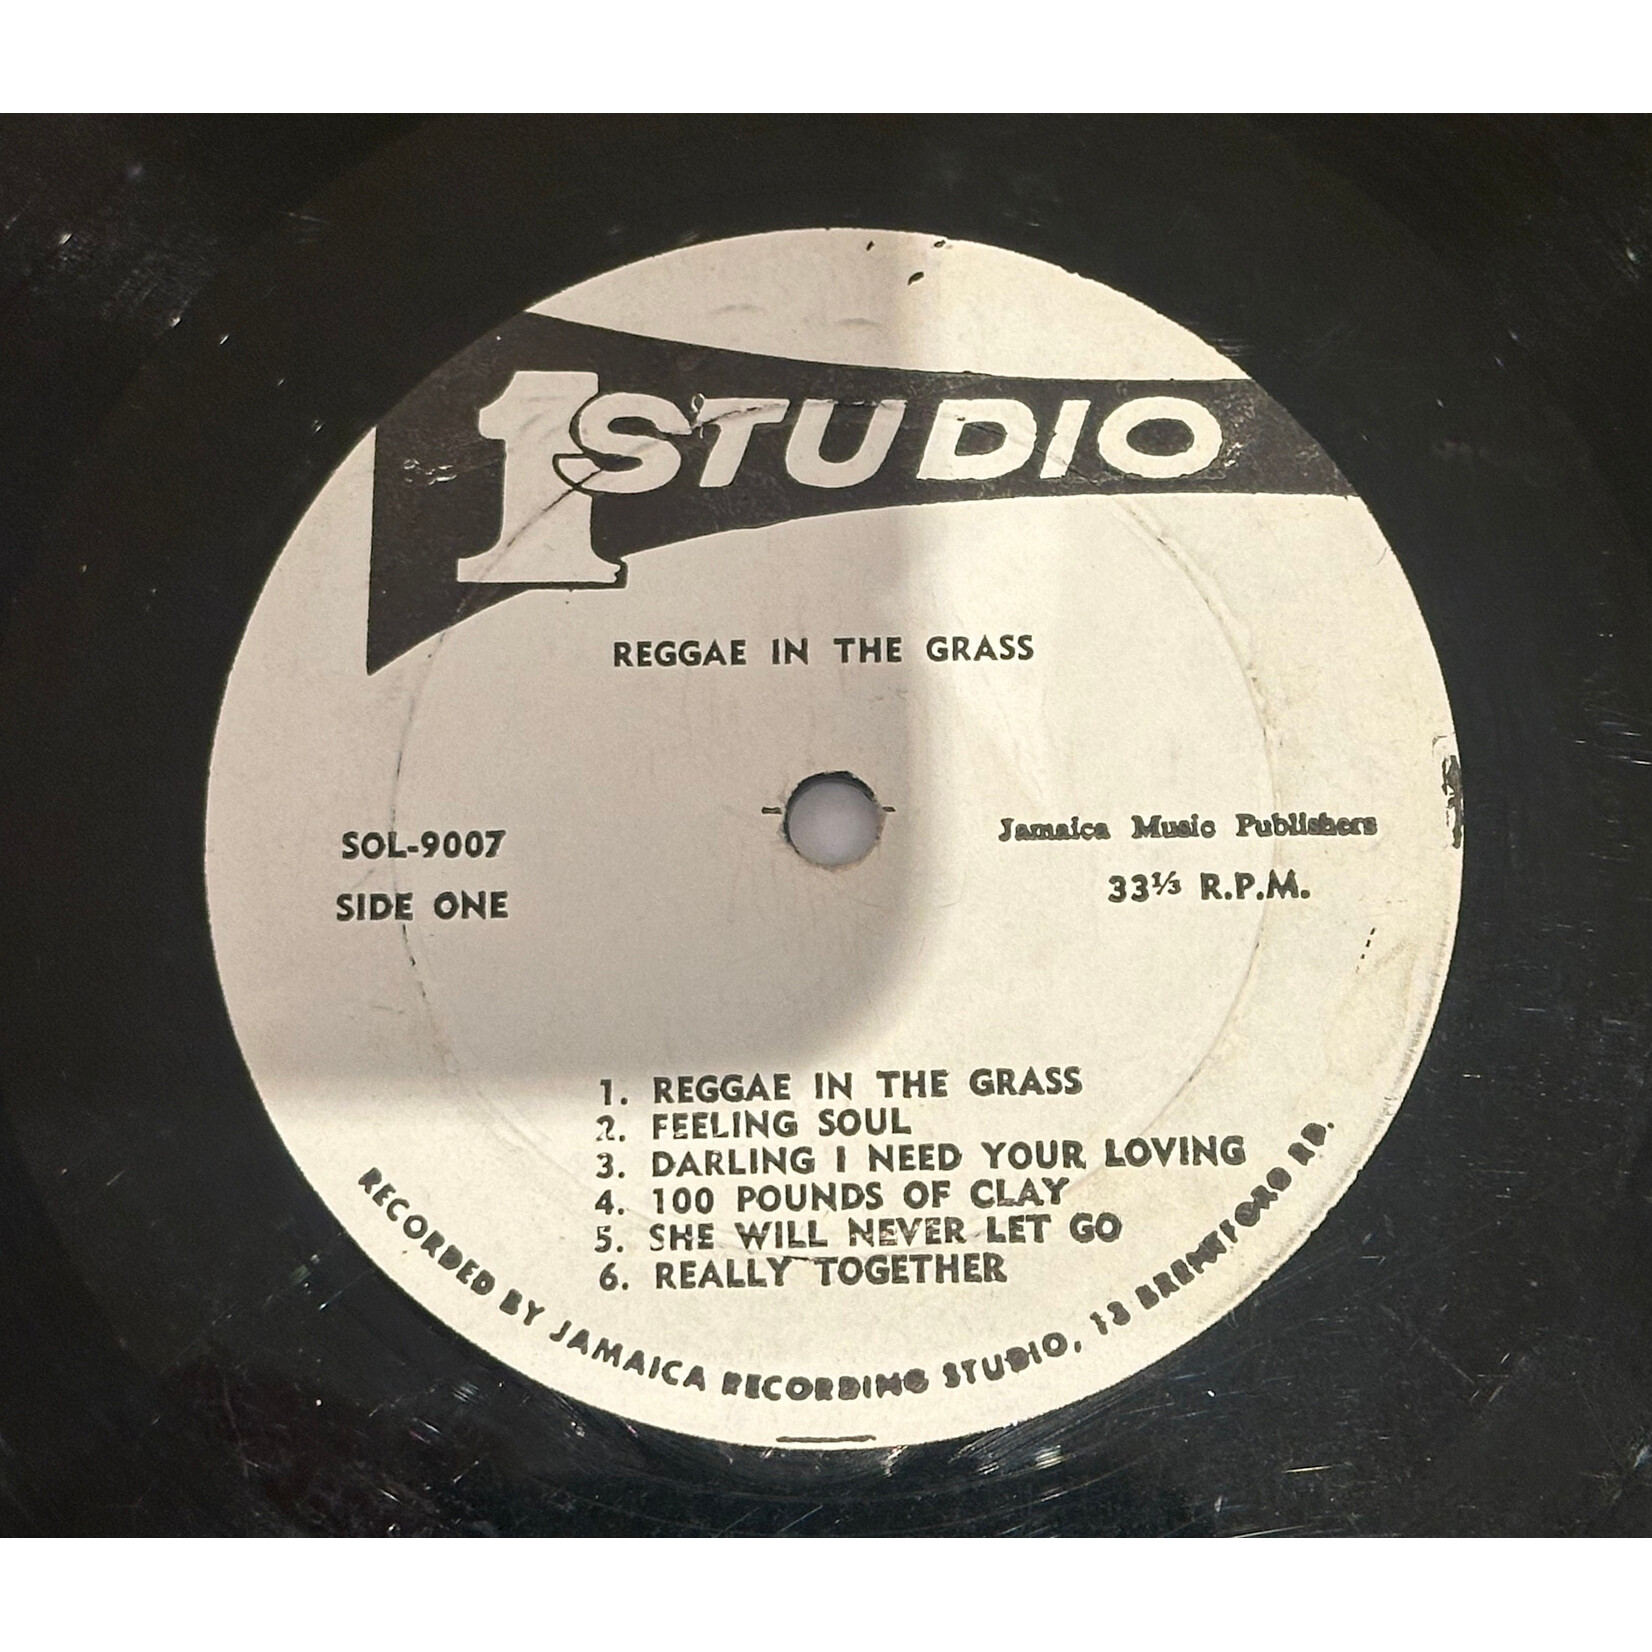 1 STUDIO
REGGAE IN THE GRASS
SOL-9007
SIDE ONE
Jamaica Music Publishers
33⅓ R.P.M.
1. REGGAE IN THE GRASS
2. FEELING SOUL
3. DARLING I NEED YOUR LOVING
4. 100 POUNDS OF CLAY
5. SHE WILL NEVER LET GO
6. REALLY TOGETHER
RECORDED BY JAMAICA RECORDING STUDIO, 13 BRENTFORD RD.